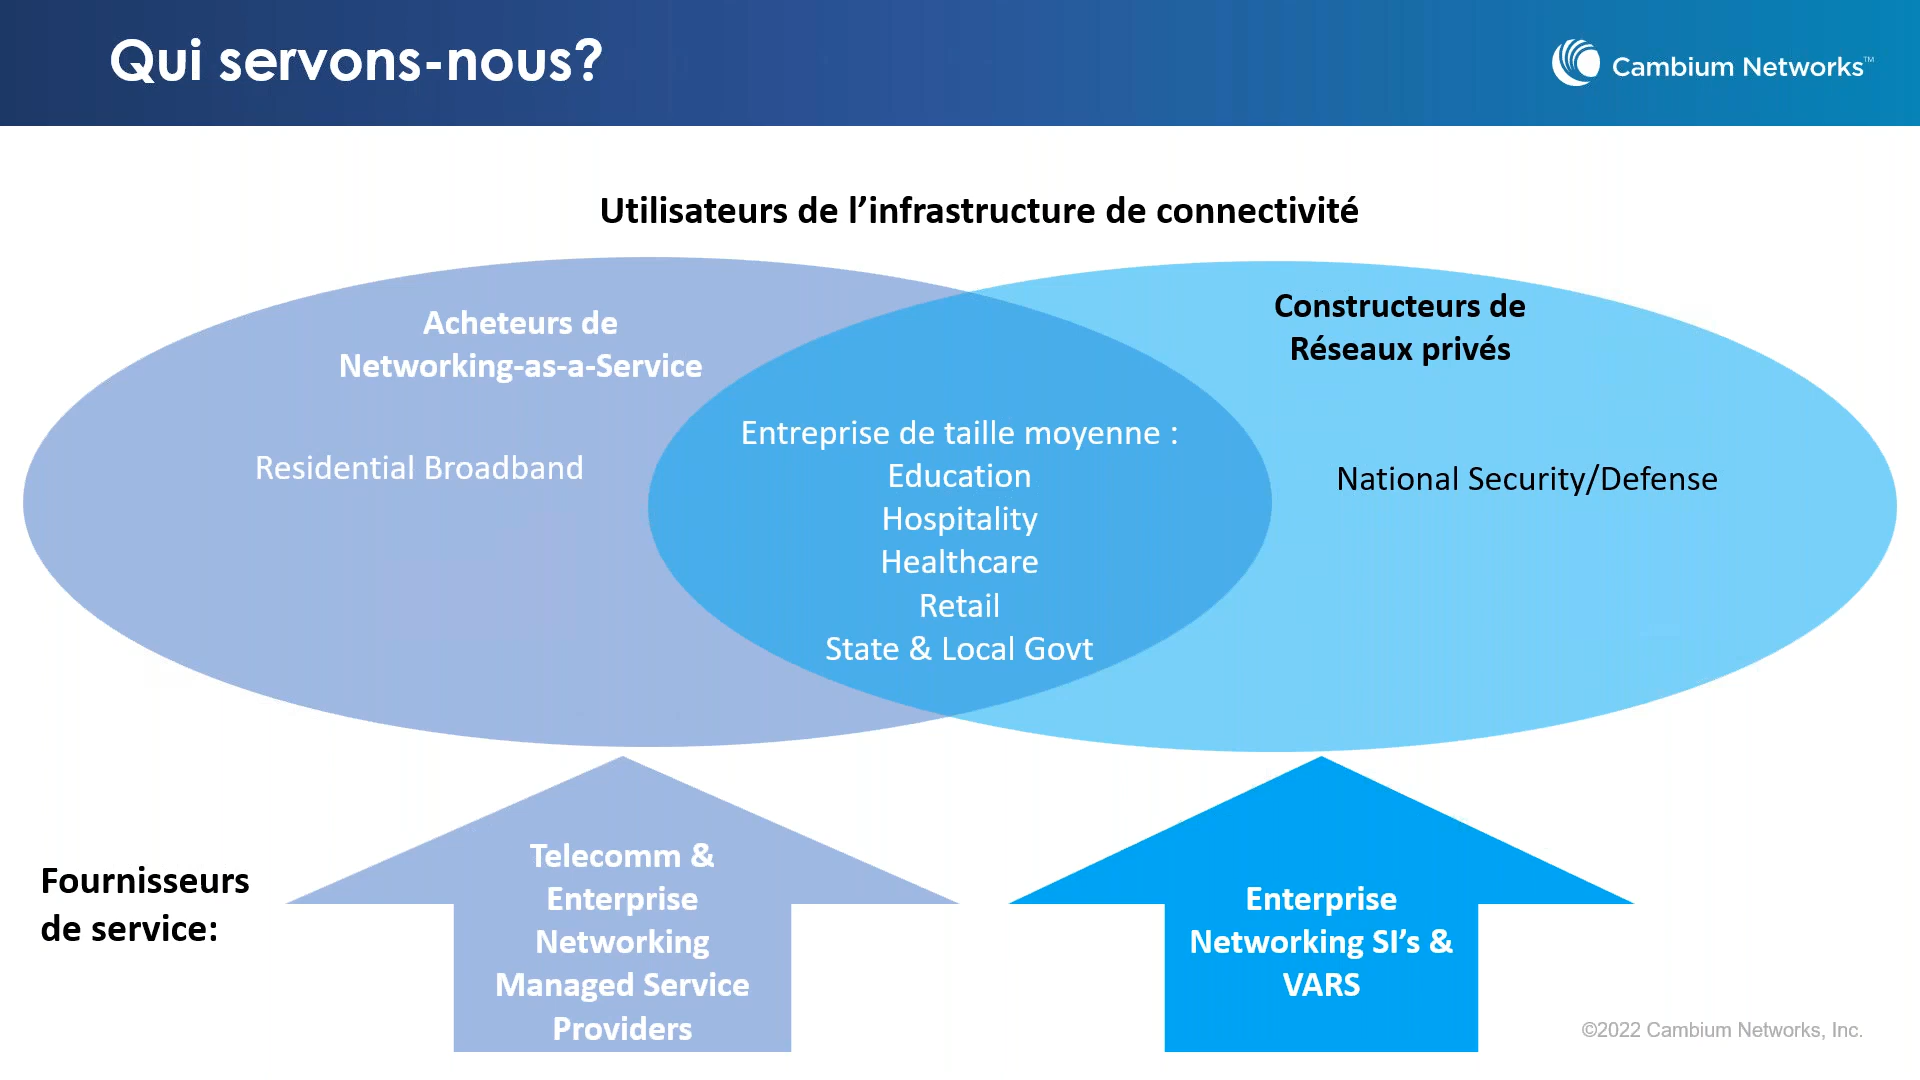 Qui servons-nous?
Cambium Networks™
Utilisateurs de l’infrastructure de connectivité
Acheteurs de
Networking-as-a-Service
Residential Broadband
Entreprise de taille moyenne :
Education
Hospitality
Healthcare
Retail
State & Local Govt
Constructeurs de
Réseaux privés
National Security/Defense
Fournisseurs
de service:
Telecomm &
Enterprise
Networking
Managed Service
Providers
Enterprise
Networking SI’s &
VARS
©2022 Cambium Networks, Inc.